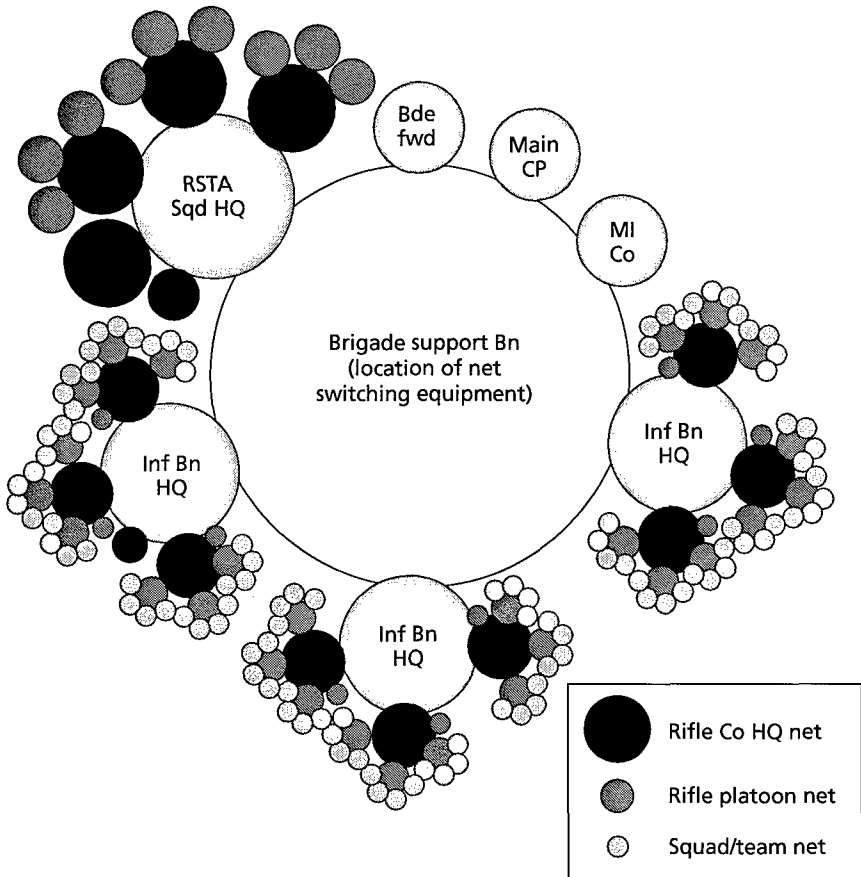 Bde
fwd
Main
CP
RSTA
Sqd HQ
MI
Co
Brigade support Bn
(location of net
switching equipment)
Inf Bn
HQ
Inf Bn
HQ
Inf Bn
HQ
Rifle Co HQ net
Rifle platoon net
Squad/team net